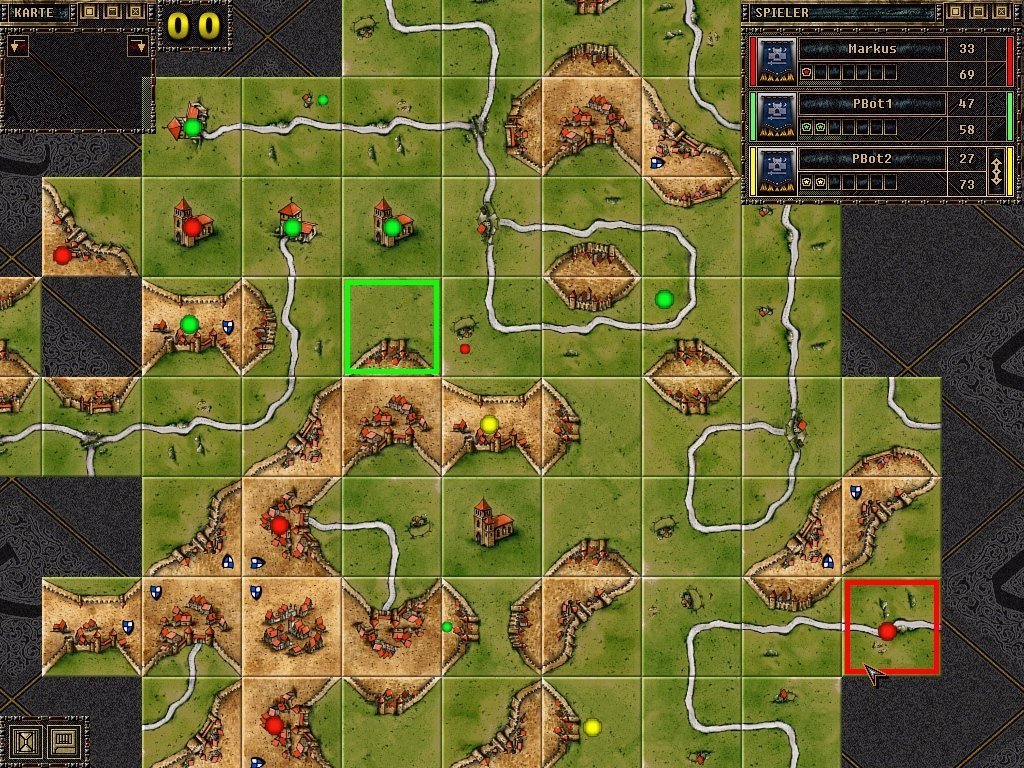 KARTE
00
SPIELER
Markus 33
69
PBot1 47
58
PBot2 27
73